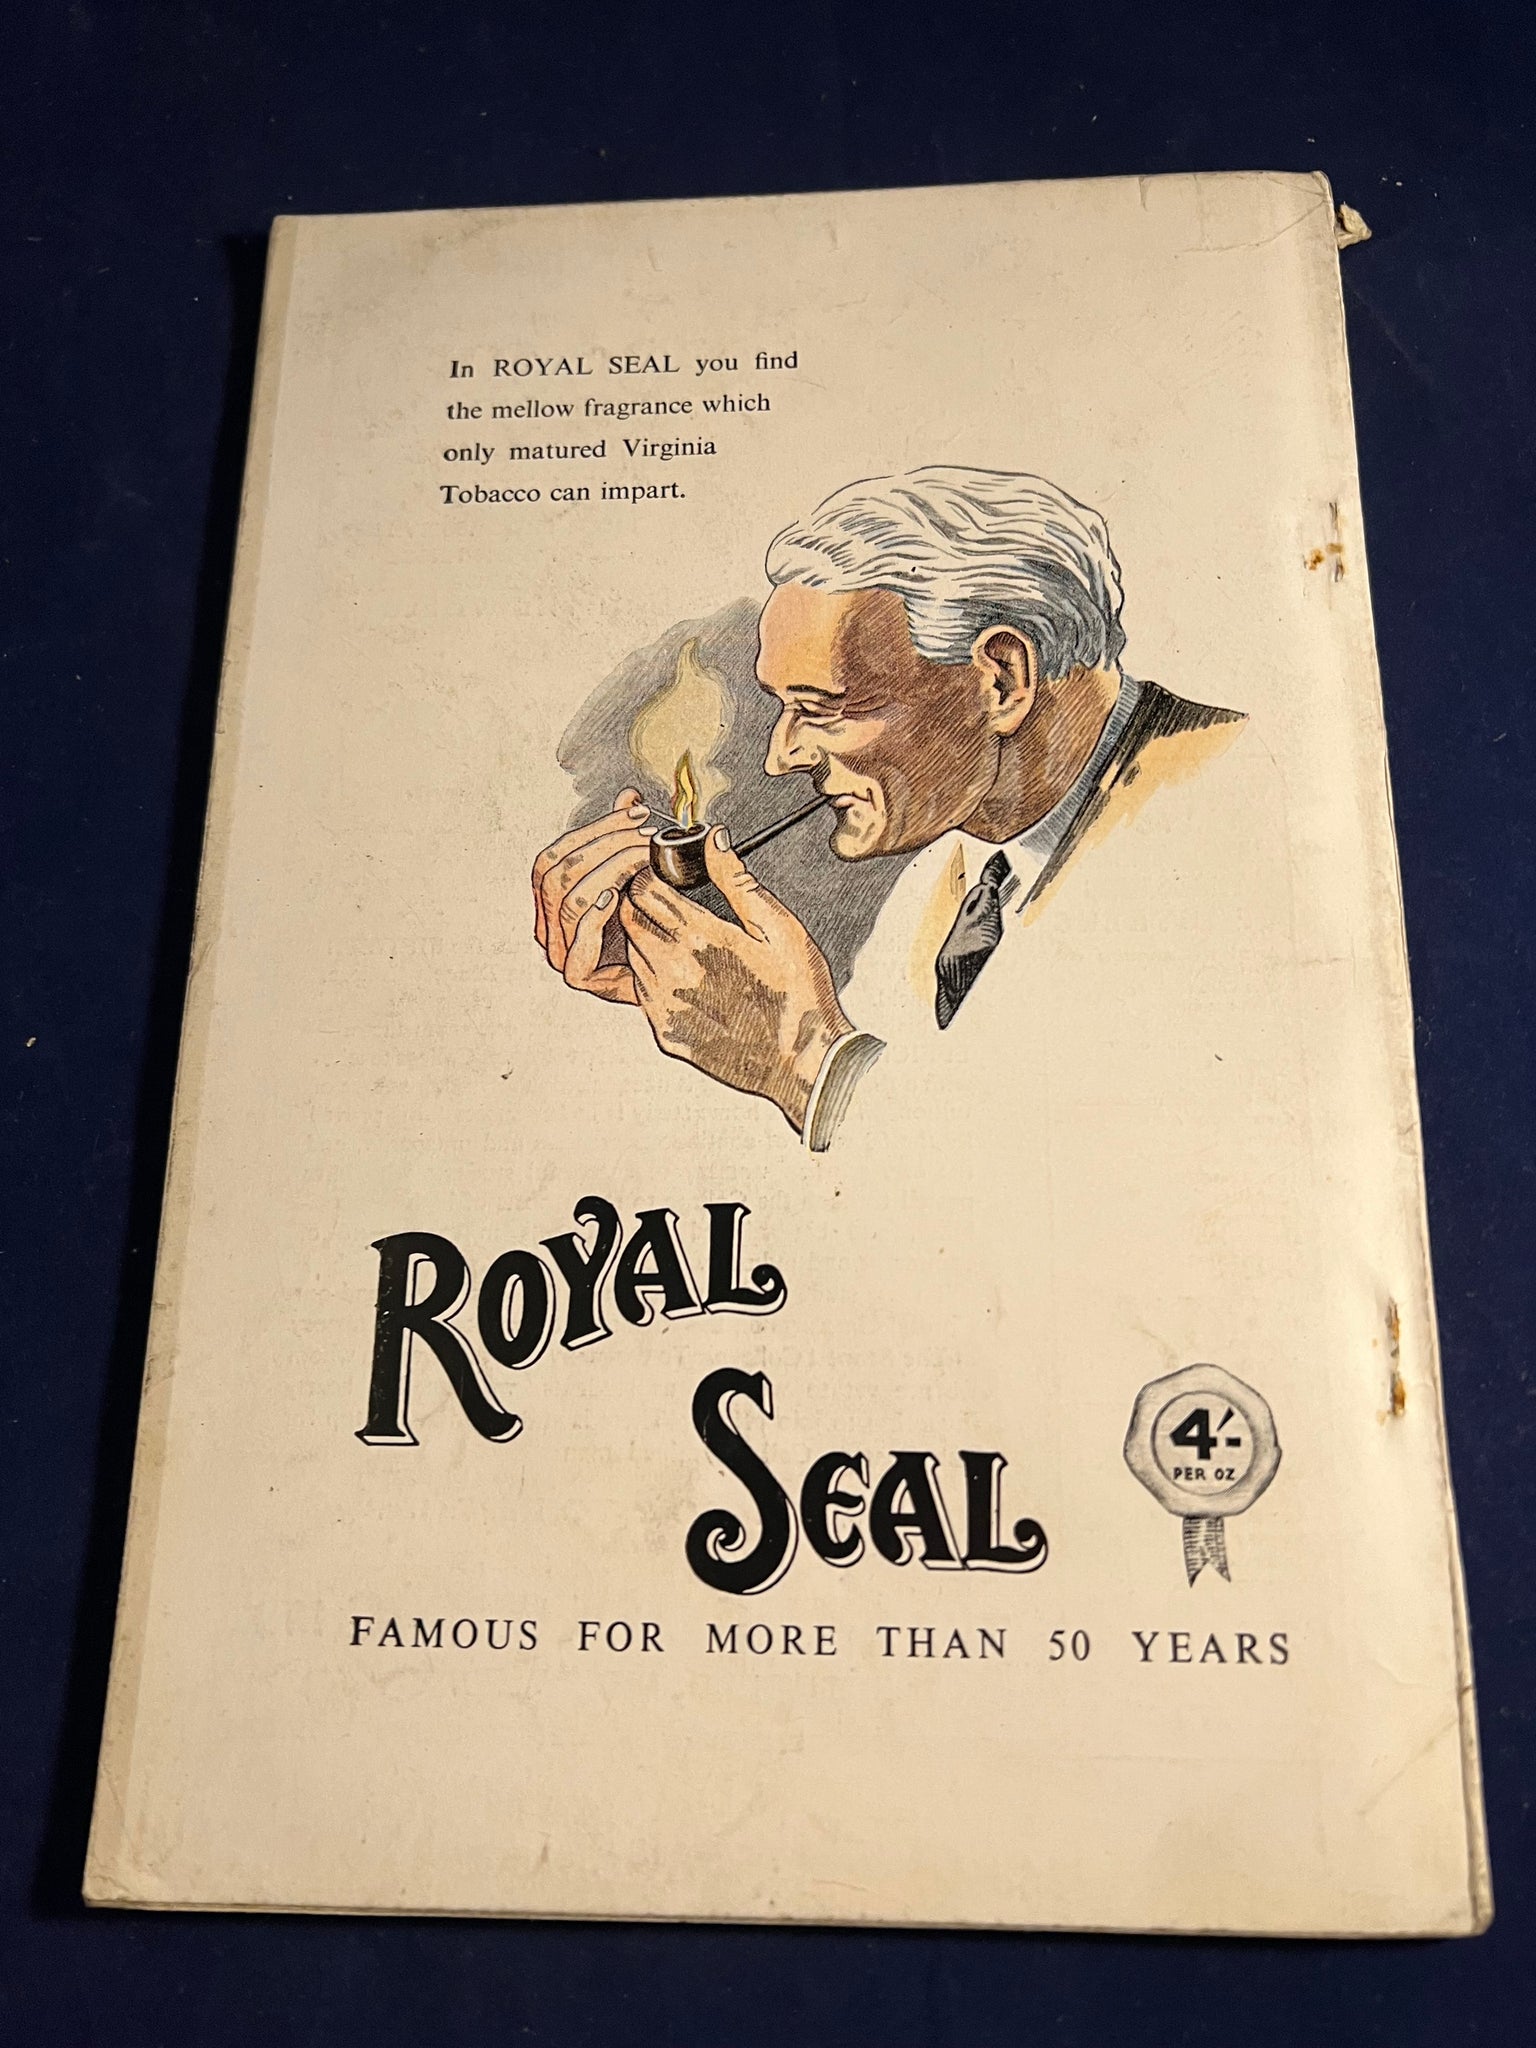 In ROYAL SEAL you find
the mellow fragrance which
only matured Virginia
Tobacco can impart.
ROYAL
SEAL
4'-
PER OZ
FAMOUS FOR MORE THAN 50 YEARS